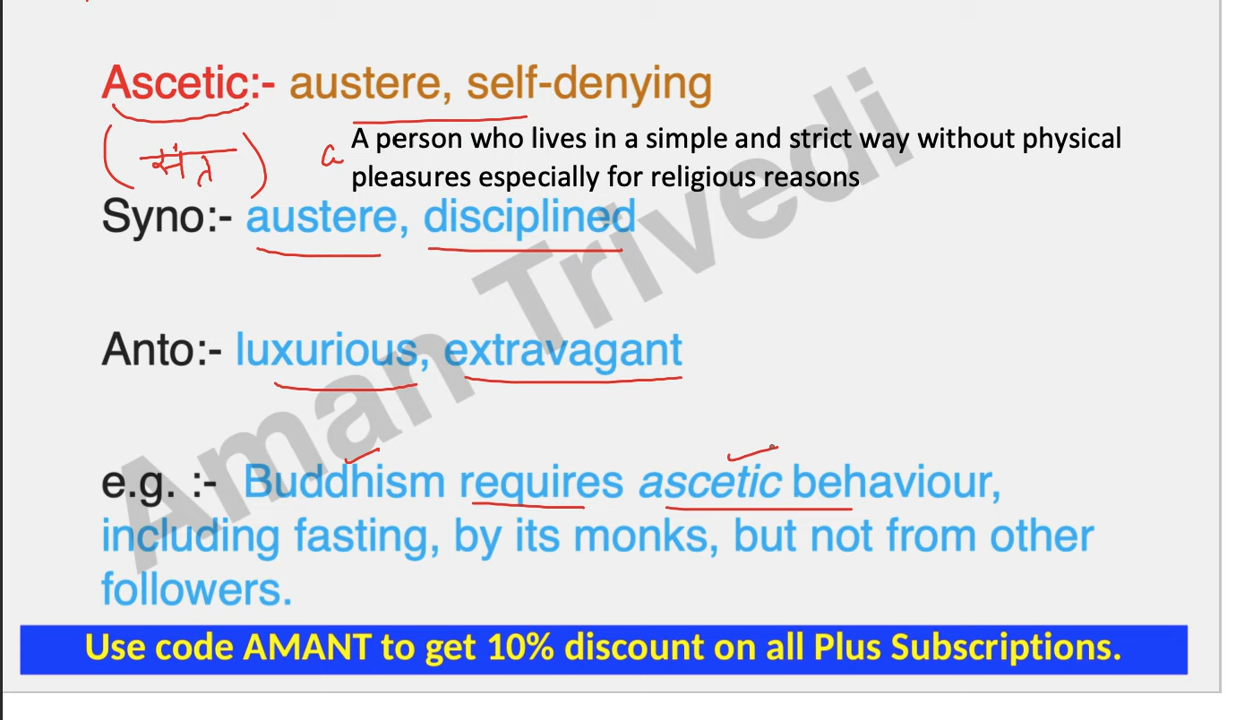 Ascetic:- austere, self-denying
(संत)
a A person who lives in a simple and strict way without physical
pleasures especially for religious reasons
Syno:- austere, disciplined
Anto:- luxurious, extravagant
e.g. :- Buddhism requires ascetic behaviour,
including fasting, by its monks, but not from other
followers.
Use code AMANT to get 10% discount on all Plus Subscriptions.
Aman Trivedi